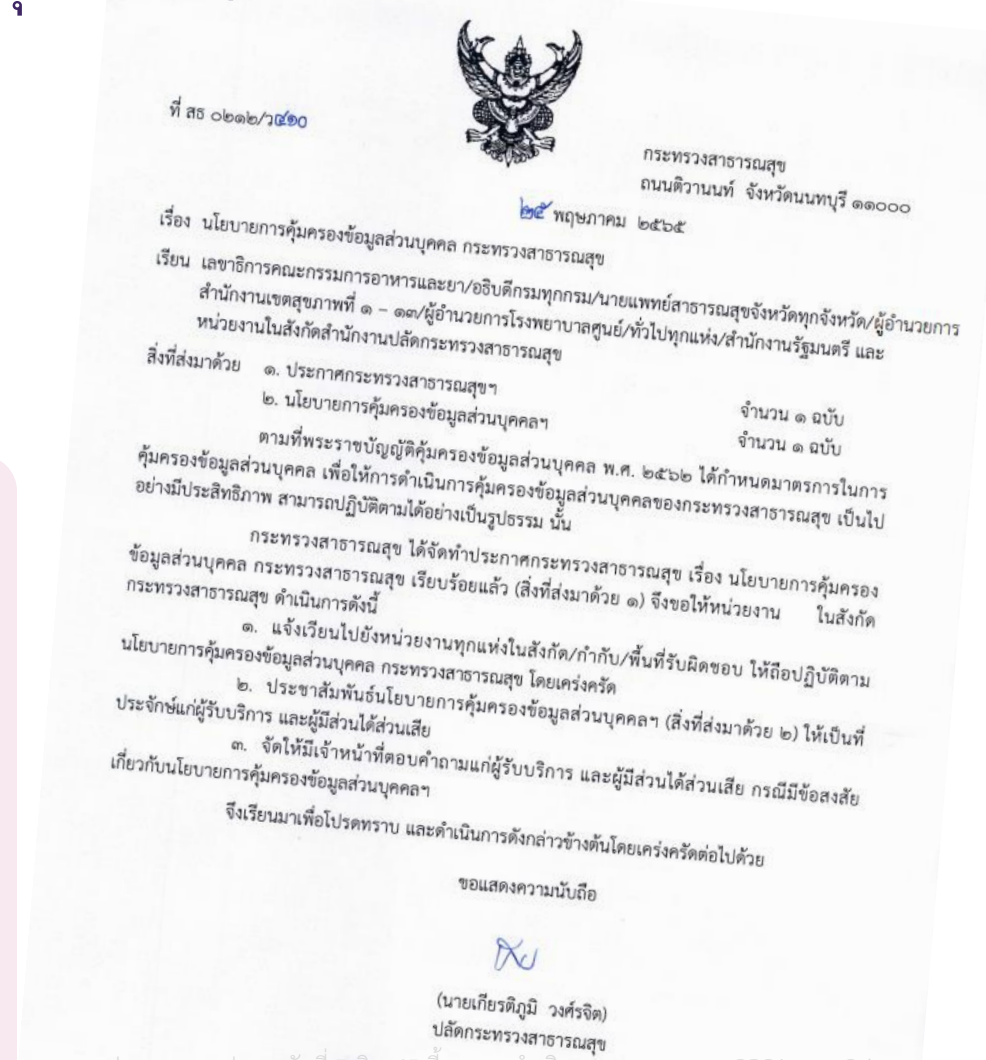 ที่ สธ ๐๒๑๒/ว๔๑๐
กระทรวงสาธารณสุข
ถนนติวานนท์ จังหวัดนนทบุรี ๑๑๐๐๐
๒๕ พฤษภาคม ๒๕๖๕
เรื่อง นโยบายการคุ้มครองข้อมูลส่วนบุคคล กระทรวงสาธารณสุข
เรียน เลขาธิการคณะกรรมการอาหารและยา/อธิบดีกรมทุกกรม/นายแพทย์สาธารณสุขจังหวัดทุกจังหวัด/ผู้อำนวยการ
สำนักงานเขตสุขภาพที่ ๑ – ๑๓/ผู้อำนวยการโรงพยาบาลศูนย์/ทั่วไปทุกแห่ง/สำนักงานรัฐมนตรี และ
หน่วยงานในสังกัดสำนักงานปลัดกระทรวงสาธารณสุข
สิ่งที่ส่งมาด้วย ๑. ประกาศกระทรวงสาธารณสุขฯ จำนวน ๑ ฉบับ
๒. นโยบายการคุ้มครองข้อมูลส่วนบุคคลฯ จำนวน ๑ ฉบับ
ตามที่พระราชบัญญัติคุ้มครองข้อมูลส่วนบุคคล พ.ศ. ๒๕๖๒ ได้กำหนดมาตรการในการ
คุ้มครองข้อมูลส่วนบุคคล เพื่อให้การดำเนินการคุ้มครองข้อมูลส่วนบุคคลของกระทรวงสาธารณสุข เป็นไป
อย่างมีประสิทธิภาพ สามารถปฏิบัติตามได้อย่างเป็นรูปธรรม นั้น
กระทรวงสาธารณสุข ได้จัดทำประกาศกระทรวงสาธารณสุข เรื่อง นโยบายการคุ้มครอง
ข้อมูลส่วนบุคคล กระทรวงสาธารณสุข เรียบร้อยแล้ว (สิ่งที่ส่งมาด้วย ๑) จึงขอให้หน่วยงาน ในสังกัด
กระทรวงสาธารณสุข ดำเนินการดังนี้
๑. แจ้งเวียนไปยังหน่วยงานทุกแห่งในสังกัด/กำกับ/พื้นที่รับผิดชอบ ให้ถือปฏิบัติตาม
นโยบายการคุ้มครองข้อมูลส่วนบุคคล กระทรวงสาธารณสุข โดยเคร่งครัด
๒. ประชาสัมพันธ์นโยบายการคุ้มครองข้อมูลส่วนบุคคลฯ (สิ่งที่ส่งมาด้วย ๒) ให้เป็นที่
ประจักษ์แก่ผู้รับบริการ และผู้มีส่วนได้ส่วนเสีย
๓. จัดให้มีเจ้าหน้าที่ตอบคำถามแก่ผู้รับบริการ และผู้มีส่วนได้ส่วนเสีย กรณีมีข้อสงสัย
เกี่ยวกับนโยบายการคุ้มครองข้อมูลส่วนบุคคลฯ
จึงเรียนมาเพื่อโปรดทราบ และดำเนินการดังกล่าวข้างต้นโดยเคร่งครัดต่อไปด้วย
ขอแสดงความนับถือ
(นายเกียรติภูมิ วงศ์รจิต)
ปลัดกระทรวงสาธารณสุข